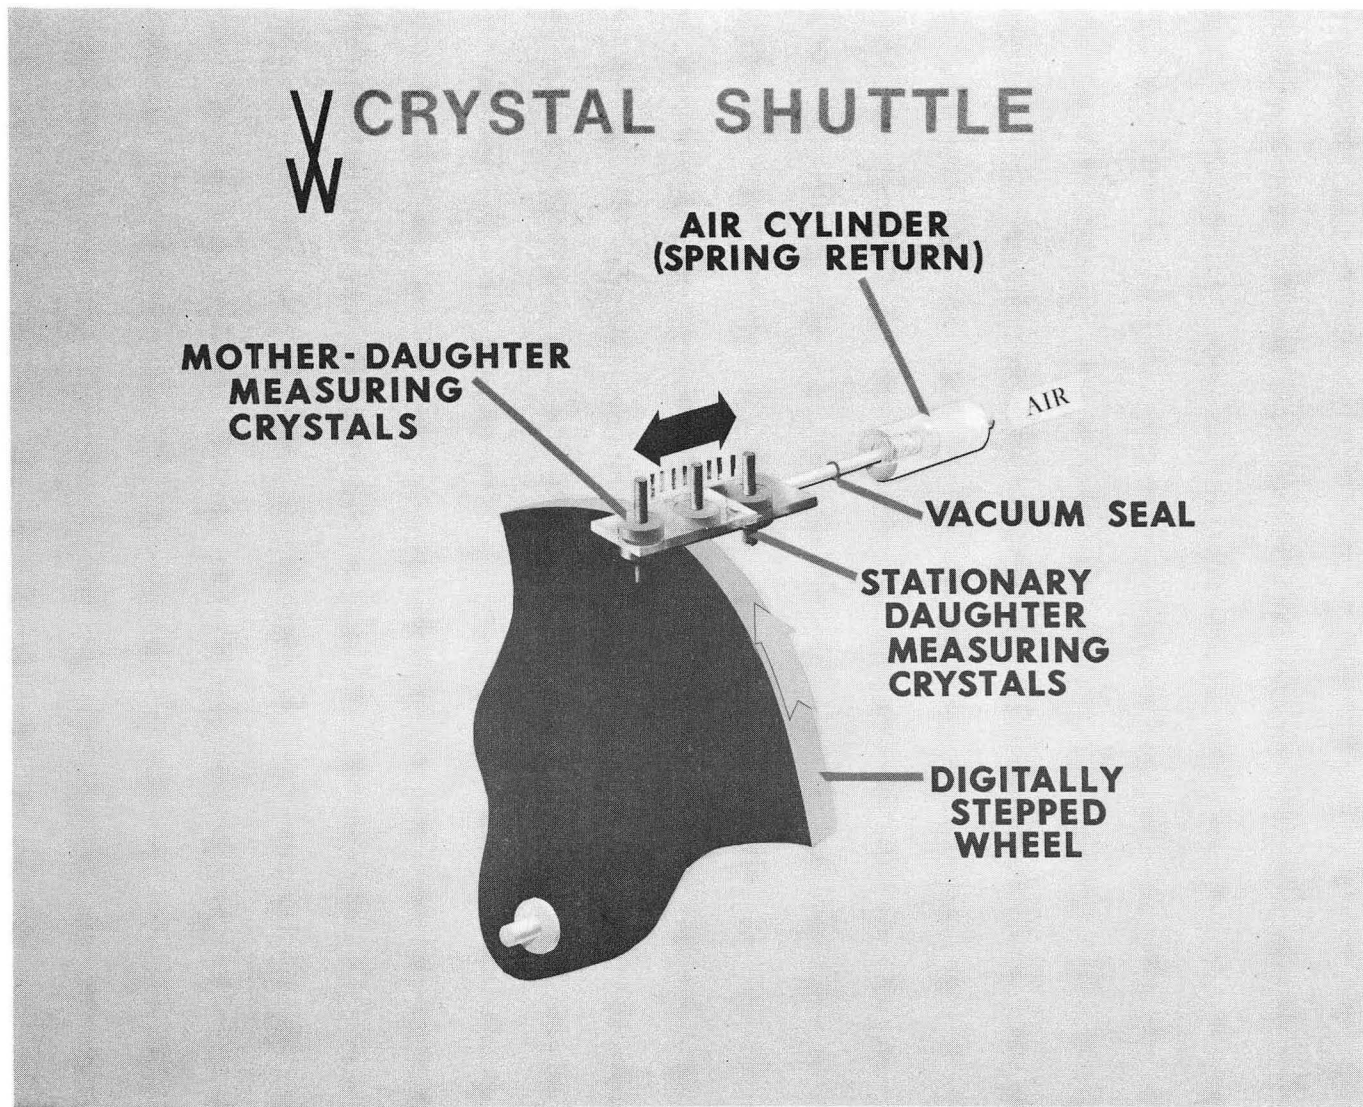 VW CRYSTAL SHUTTLE
AIR CYLINDER
(SPRING RETURN)
MOTHER-DAUGHTER
MEASURING
CRYSTALS
AIR
VACUUM SEAL
STATIONARY
DAUGHTER
MEASURING
CRYSTALS
DIGITALLY
STEPPED
WHEEL